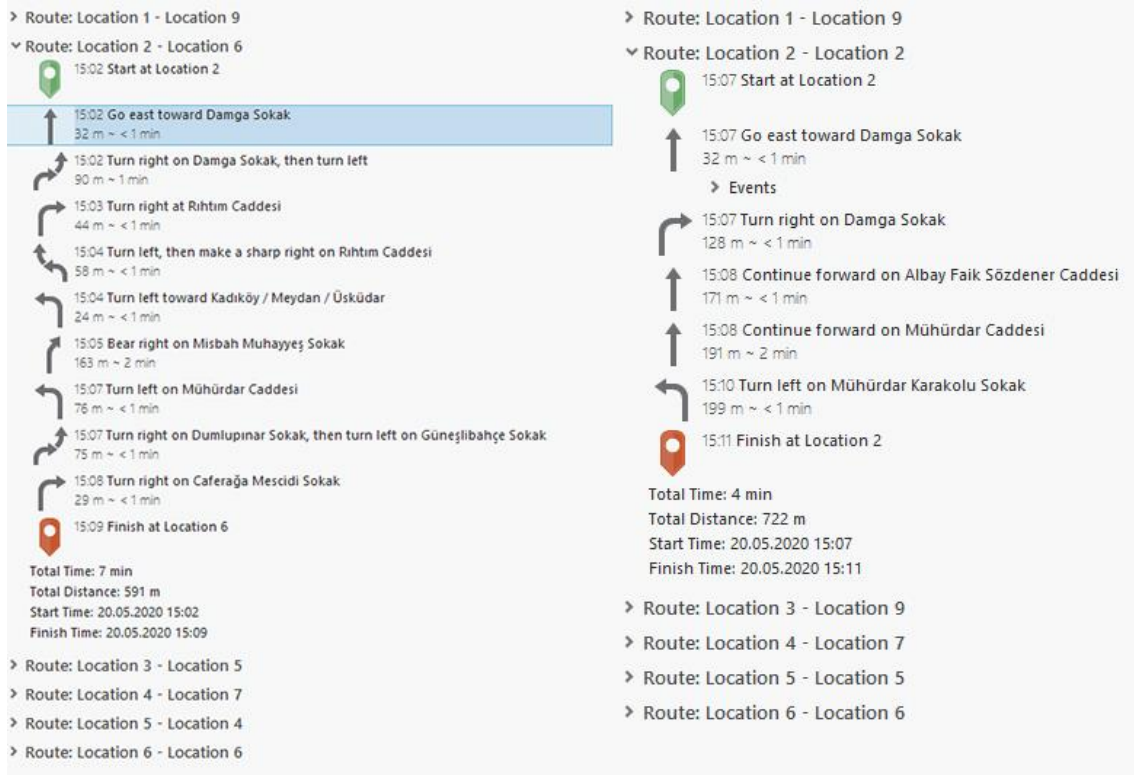 Route: Location 1 - Location 9
Route: Location 2 - Location 6
15:02 Start at Location 2
15:02 Go east toward Damga Sokak
32 m ~ < 1 min
15:02 Turn right on Damga Sokak, then turn left
90 m ~ 1 min
15:03 Turn right at Rıhtım Caddesi
44 m ~ < 1 min
15:04 Turn left, then make a sharp right on Rıhtım Caddesi
58 m ~ < 1 min
15:04 Turn left toward Kadıköy / Meydan / Üsküdar
24 m ~ < 1 min
15:05 Bear right on Misbah Muhayyeş Sokak
163 m ~ 2 min
15:07 Turn left on Mühürdar Caddesi
76 m ~ < 1 min
15:07 Turn right on Dumlupınar Sokak, then turn left on Güneşlibahçe Sokak
75 m ~ < 1 min
15:08 Turn right on Caferağa Mescidi Sokak
29 m ~ < 1 min
15:09 Finish at Location 6
Total Time: 7 min
Total Distance: 591 m
Start Time: 20.05.2020 15:02
Finish Time: 20.05.2020 15:09
Route: Location 3 - Location 5
Route: Location 4 - Location 7
Route: Location 5 - Location 4
Route: Location 6 - Location 6
Route: Location 1 - Location 9
Route: Location 2 - Location 2
15:07 Start at Location 2
15:07 Go east toward Damga Sokak
32 m ~ < 1 min
Events
15:07 Turn right on Damga Sokak
128 m ~ < 1 min
15:08 Continue forward on Albay Faik Sözdener Caddesi
171 m ~ < 1 min
15:08 Continue forward on Mühürdar Caddesi
191 m ~ 2 min
15:10 Turn left on Mühürdar Karakolu Sokak
199 m ~ < 1 min
15:11 Finish at Location 2
Total Time: 4 min
Total Distance: 722 m
Start Time: 20.05.2020 15:07
Finish Time: 20.05.2020 15:11
Route: Location 3 - Location 9
Route: Location 4 - Location 7
Route: Location 5 - Location 5
Route: Location 6 - Location 6